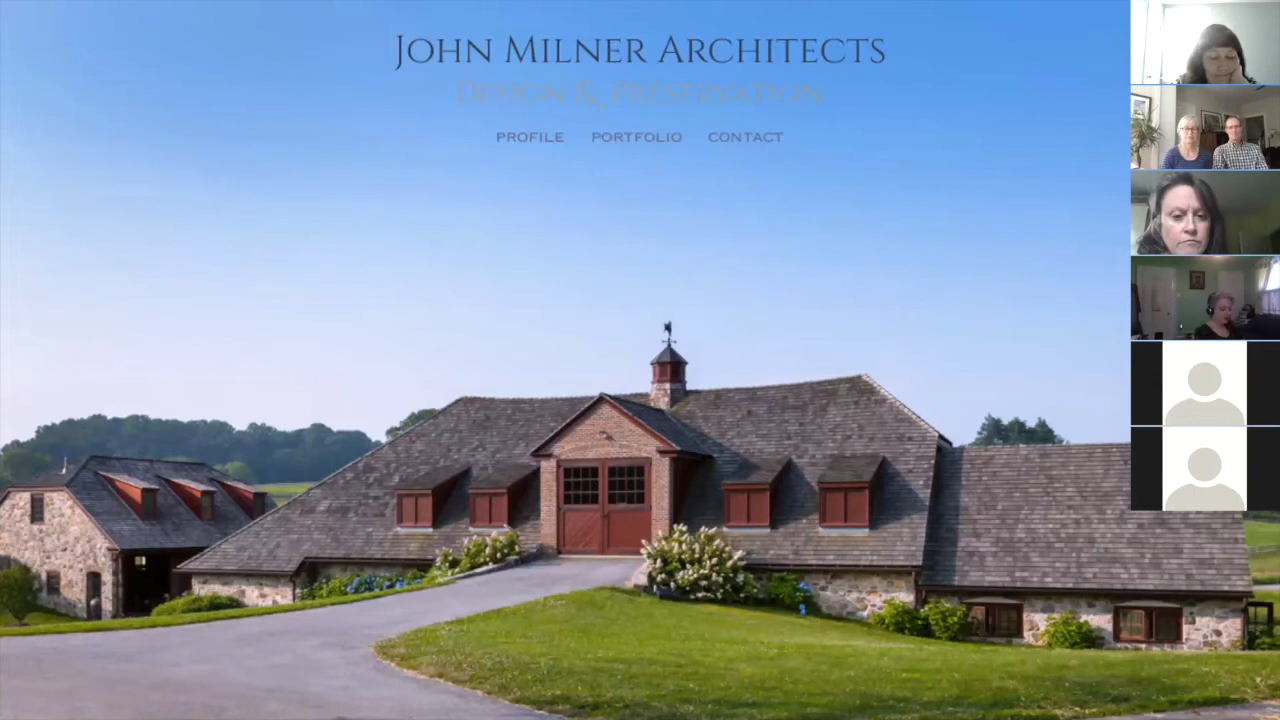 JOHN MILNER ARCHITECTS
DESIGN & PRESERVATION
PROFILE PORTFOLIO CONTACT